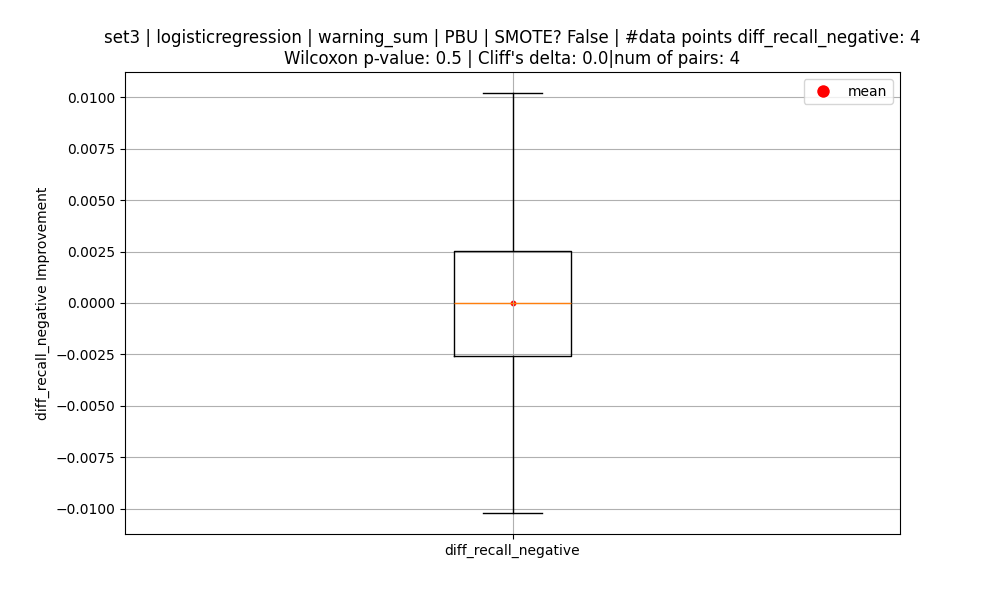 set3 | logisticregression | warning_sum | PBU | SMOTE? False | #data points diff_recall_negative: 4
Wilcoxon p-value: 0.5 | Cliff's delta: 0.0|num of pairs: 4
mean
0.0100
0.0075
0.0050
0.0025
0.0000
−0.0025
−0.0050
−0.0075
−0.0100
diff_recall_negative Improvement
diff_recall_negative